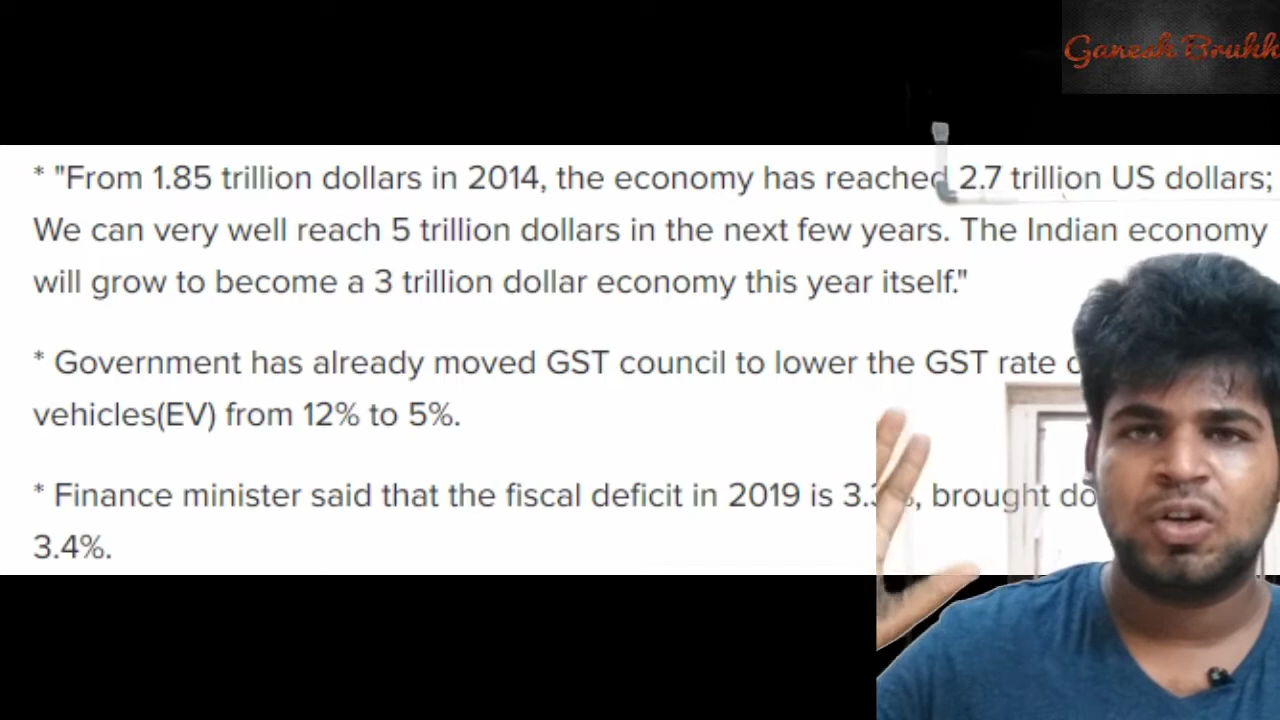 Ganesh Brukh
* "From 1.85 trillion dollars in 2014, the economy has reached 2.7 trillion US dollars;
We can very well reach 5 trillion dollars in the next few years. The Indian economy
will grow to become a 3 trillion dollar economy this year itself."
* Government has already moved GST council to lower the GST rate
vehicles(EV) from 12% to 5%.
* Finance minister said that the fiscal deficit in 2019 is brought
3.4%.